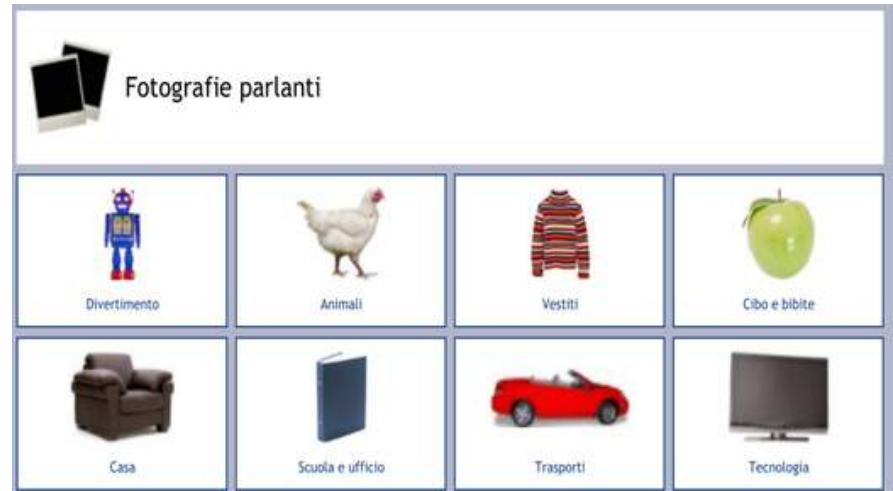 Fotografie parlanti
Divertimento
Animali
Vestiti
Cibo e bibite
Casa
Scuola e ufficio
Trasporti
Tecnologia